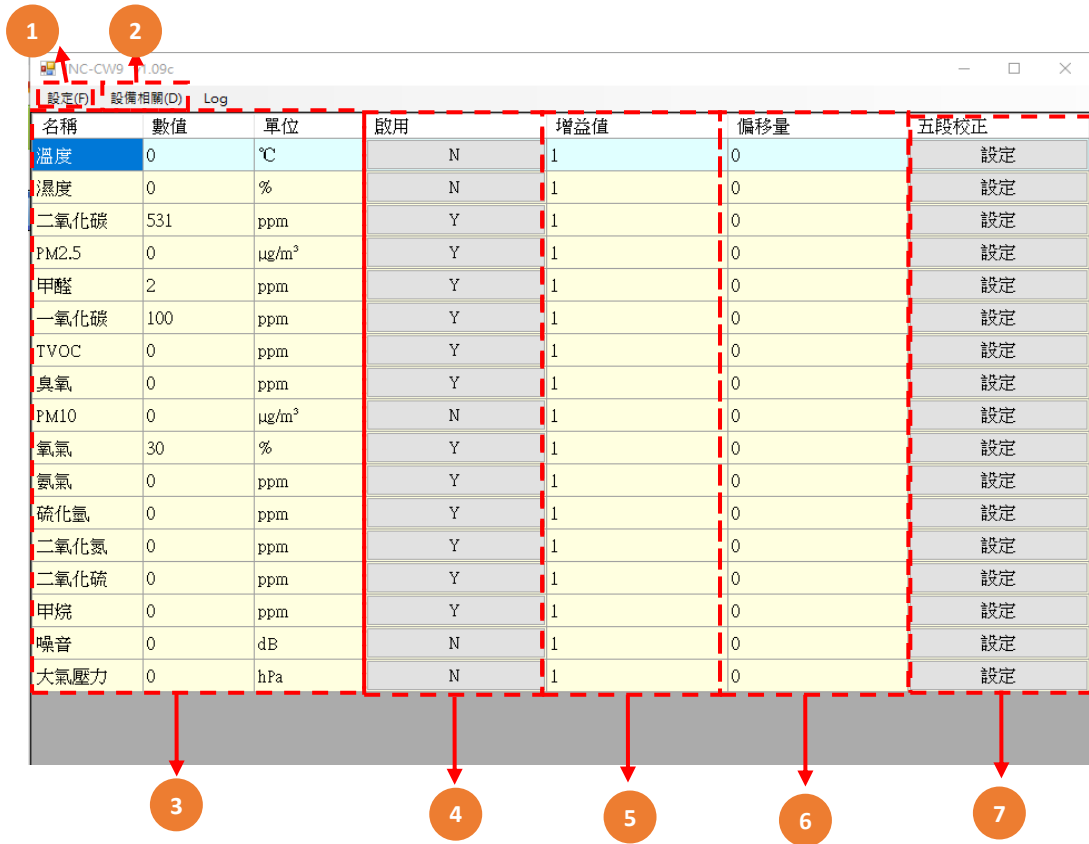 1 2
NC-CW9 1.09c
設定(F) 設備相關(D) Log
名稱 數值 單位 啟用 增益值 偏移量 五段校正
溫度 0 ℃ N 1 0 設定
濕度 0 % N 1 0 設定
二氧化碳 531 ppm Y 1 0 設定
PM2.5 0 μg/m³ Y 1 0 設定
甲醛 2 ppm Y 1 0 設定
一氧化碳 100 ppm Y 1 0 設定
TVOC 0 ppm Y 1 0 設定
臭氧 0 ppm Y 1 0 設定
PM10 0 μg/m³ N 1 0 設定
氧氣 30 % Y 1 0 設定
氨氣 0 ppm Y 1 0 設定
硫化氫 0 ppm Y 1 0 設定
二氧化氮 0 ppm Y 1 0 設定
二氧化硫 0 ppm Y 1 0 設定
甲烷 0 ppm Y 1 0 設定
噪音 0 dB N 1 0 設定
大氣壓力 0 hPa N 1 0 設定
3 4 5 6 7